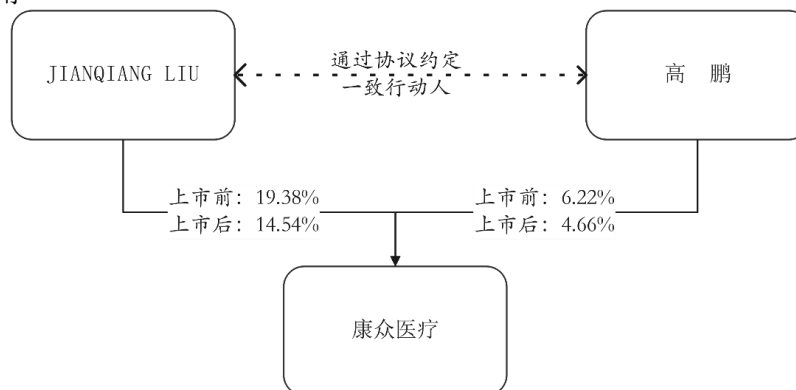 JIANQIANG LIU
通过协议约定
一致行动人
高 鹏
上市前：19.38%
上市后：14.54%
上市前：6.22%
上市后：4.66%
康众医疗